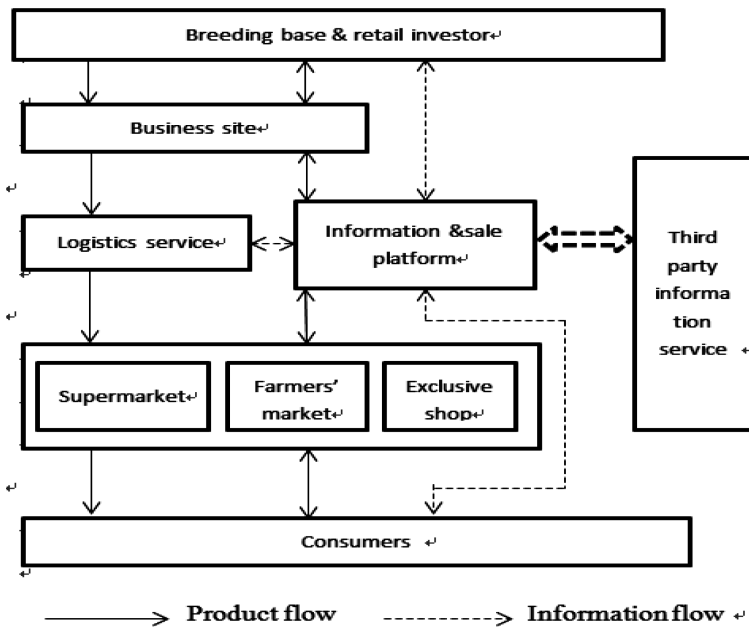 Breeding base & retail investor↵
Business site↵
Logistics service↵
Information &sale
platform↵
Third
party
informa
tion
service ↵
Supermarket↵
Farmers'
market↵
Exclusive
shop↵
Consumers ↵
Product flow
Information flow ↵